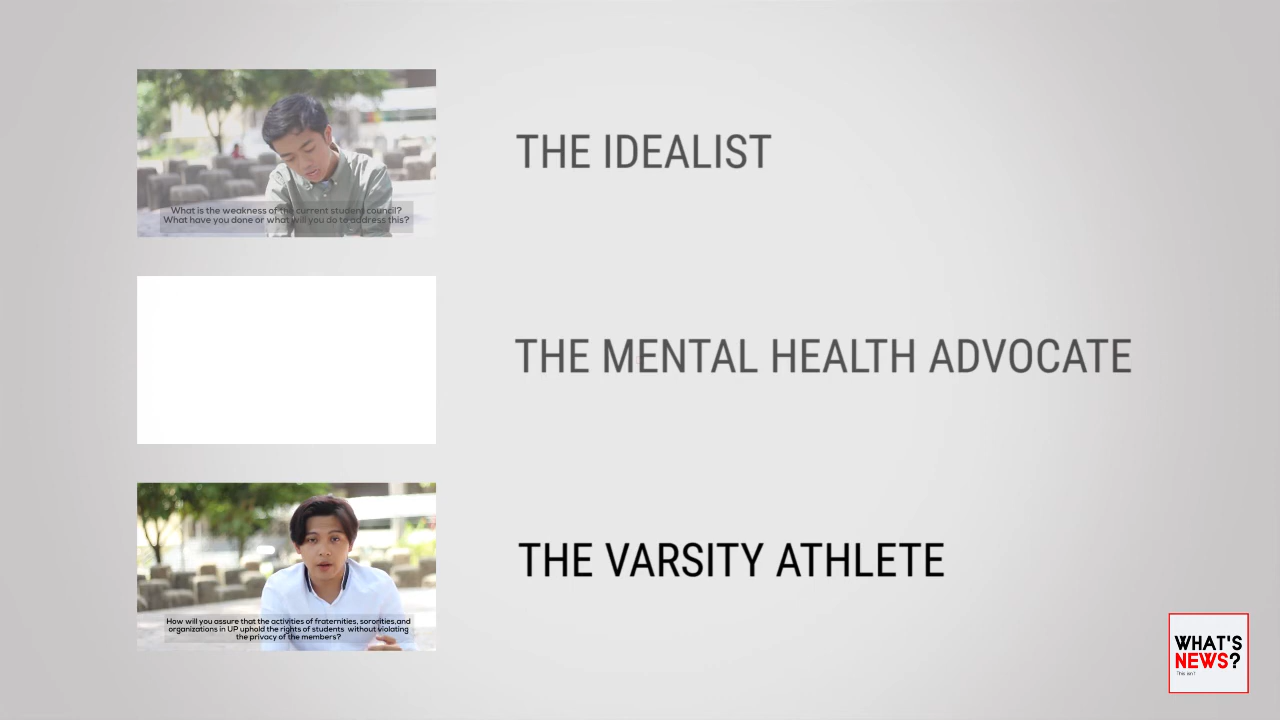 What is the weakness of the current student council?
What have you done or what will you do to address this?
THE IDEALIST
THE MENTAL HEALTH ADVOCATE
How will you assure that the activities of fraternities, sororities,and
organizations in UP uphold the rights of students without violating
the privacy of the members?
THE VARSITY ATHLETE
WHAT'S
NEWS?
This isn't